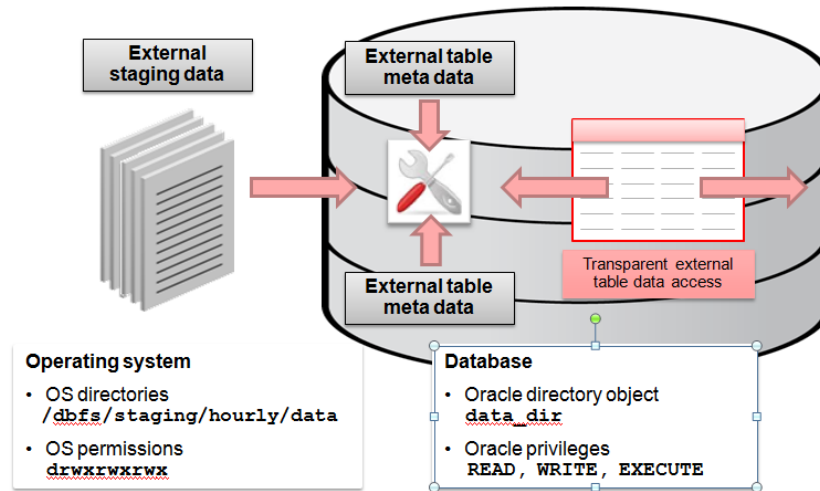 External
staging data
External table
meta data
External table
meta data
Transparent external
table data access
Operating system
• OS directories
/dbfs/staging/hourly/data
• OS permissions
drwxrwxrwx
Database
• Oracle directory object
data_dir
• Oracle privileges
READ, WRITE, EXECUTE